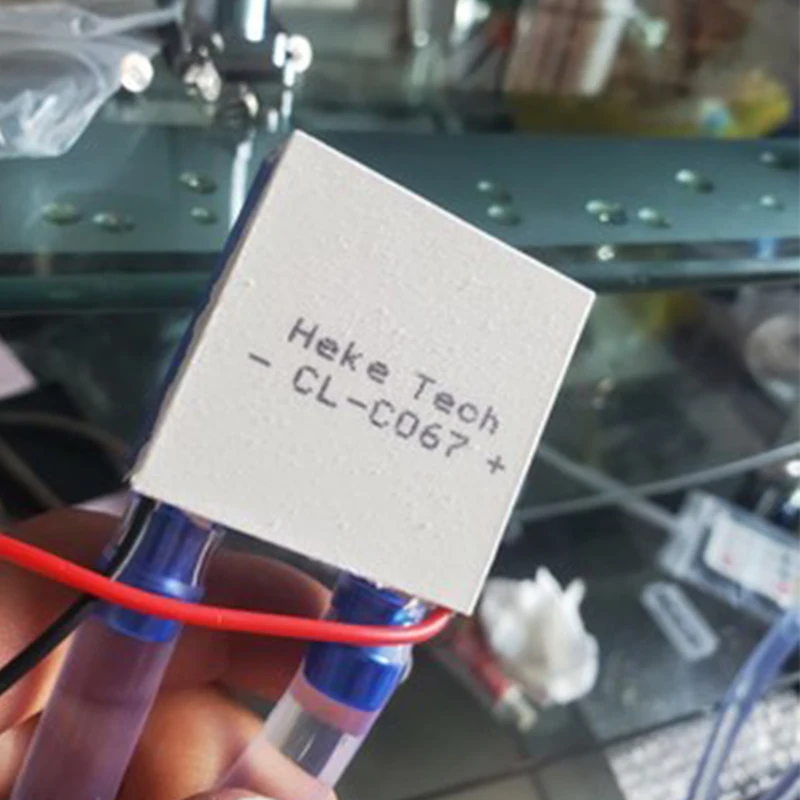 Heke Tech
- CL-C067 +